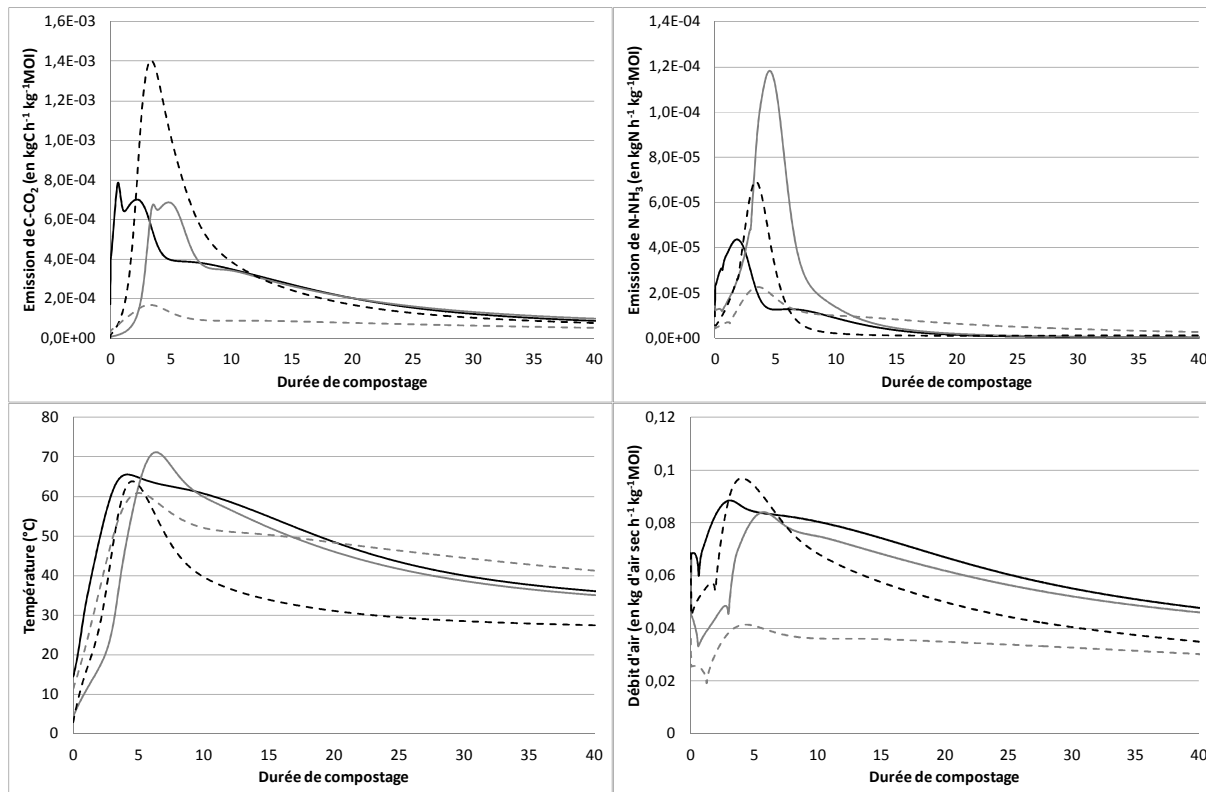 1,6E-03
1,4E-03
1,2E-03
1,0E-03
8,0E-04
6,0E-04
4,0E-04
2,0E-04
0,0E+00
Emission de C-CO₂ (en kgC h⁻¹ kg⁻¹MOI)
0 5 10 15 20 25 30 35 40
Durée de compostage
1,4E-04
1,2E-04
1,0E-04
8,0E-05
6,0E-05
4,0E-05
2,0E-05
0,0E+00
Emission de N-NH₃ (en kgN h⁻¹ kg⁻¹MOI)
0 5 10 15 20 25 30 35 40
Durée de compostage
80
70
60
50
40
30
20
10
0
Température (°C)
0 5 10 15 20 25 30 35 40
Durée de compostage
0,12
0,1
0,08
0,06
0,04
0,02
0
Débit d'air (en kg d'air sec h⁻¹ kg⁻¹MOI)
0 5 10 15 20 25 30 35 40
Durée de compostage